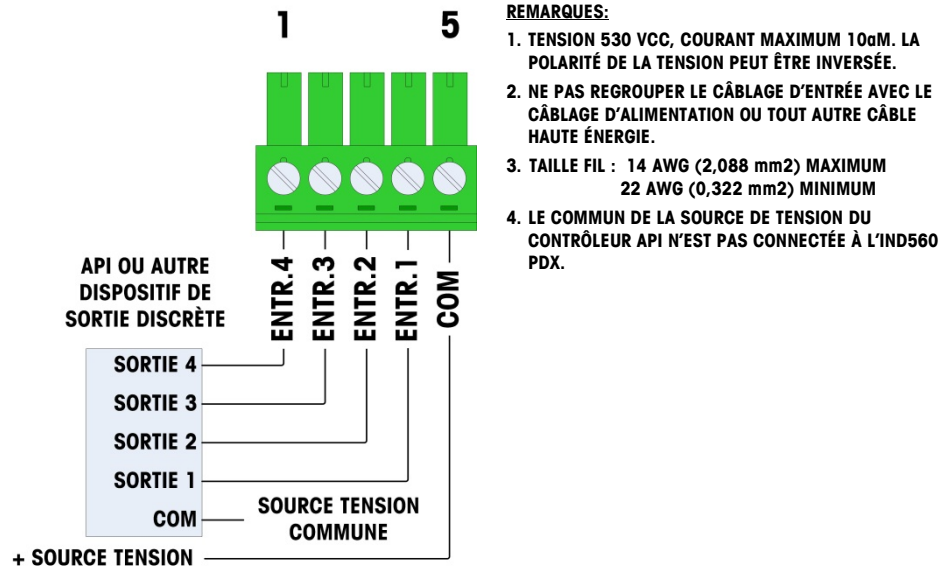 1
5
ENTR.4
ENTR.3
ENTR.2
ENTR.1
COM
API OU AUTRE
DISPOSITIF DE
SORTIE DISCRÈTE
SORTIE 4
SORTIE 3
SORTIE 2
SORTIE 1
COM
SOURCE TENSION
COMMUNE
+ SOURCE TENSION
REMARQUES:
1. TENSION 530 VCC, COURANT MAXIMUM 10αM. LA
POLARITÉ DE LA TENSION PEUT ÊTRE INVERSÉE.
2. NE PAS REGROUPER LE CÂBLAGE D'ENTRÉE AVEC LE
CÂBLAGE D'ALIMENTATION OU TOUT AUTRE CÂBLE
HAUTE ÉNERGIE.
3. TAILLE FIL : 14 AWG (2,088 mm2) MAXIMUM
22 AWG (0,322 mm2) MINIMUM
4. LE COMMUN DE LA SOURCE DE TENSION DU
CONTRÔLEUR API N'EST PAS CONNECTÉE À L'IND560
PDX.